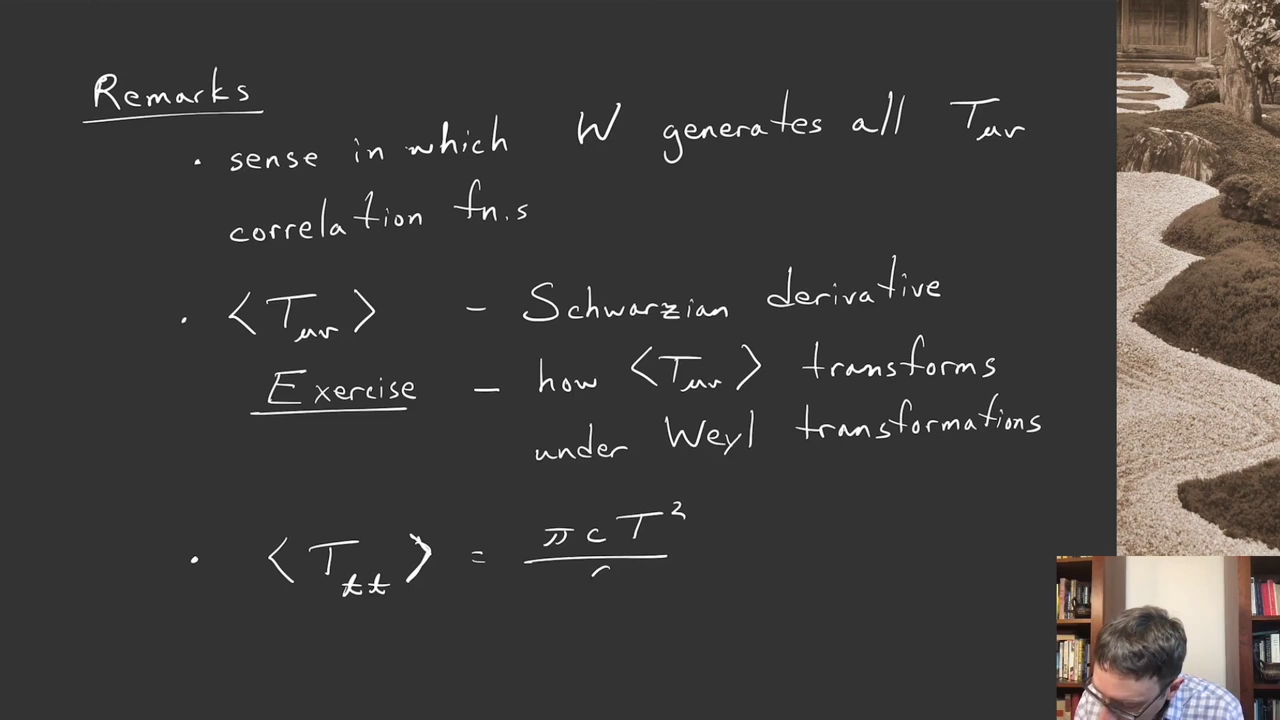 Remarks
· sense in which W generates all Tμν
correlation fn.s
· <Tμν> - Schwarzian derivative
Exercise - how <Tμν> transforms
under Weyl transformations
· <Ttt> = πcT²/